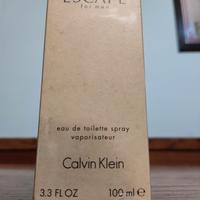 ESCAPE
for men
eau de toilette spray
vaporisateur
Calvin Klein
3.3 FL OZ 100 ml ℮